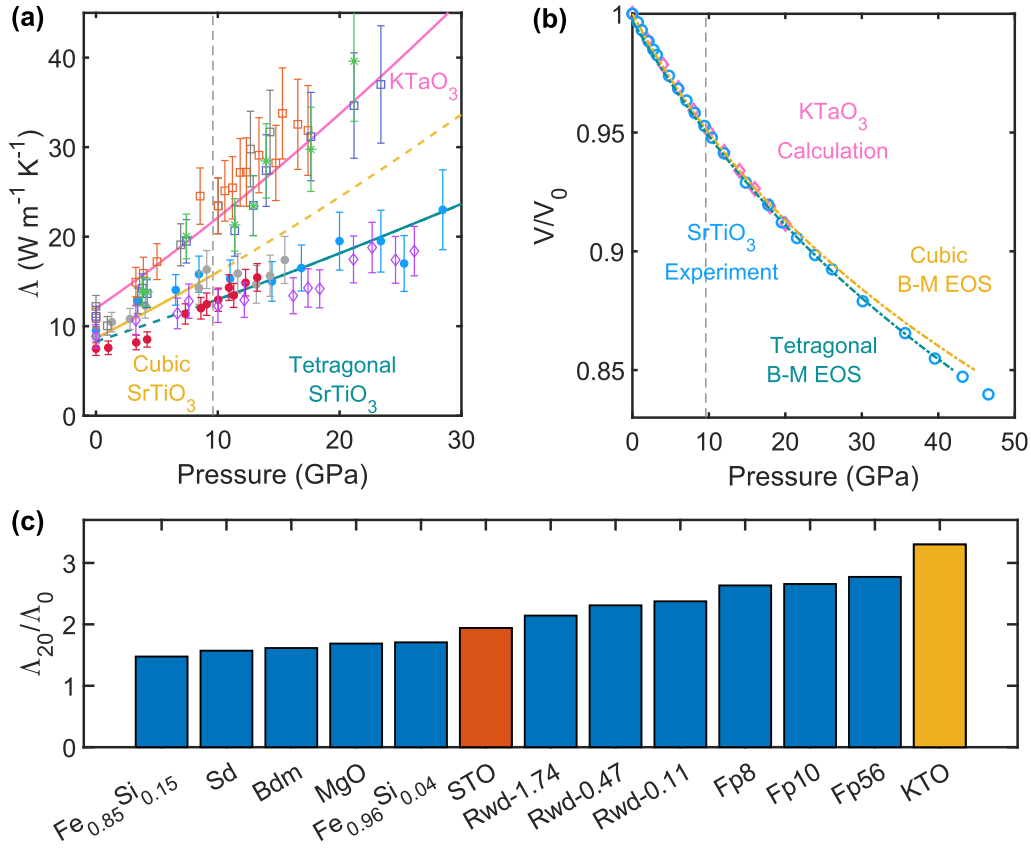 (a)
40
30
20
10
0
Λ (W m⁻¹ K⁻¹)
KTaO₃
Cubic
SrTiO₃
Tetragonal
SrTiO₃
0 10 20 30
Pressure (GPa)
(b)
1
0.95
0.9
0.85
V/V₀
KTaO₃
Calculation
SrTiO₃
Experiment
Cubic
B-M EOS
Tetragonal
B-M EOS
0 10 20 30 40 50
Pressure (GPa)
(c)
3
2
1
0
Λ₂₀/Λ₀
Fe₀.₈₅Si₀.₁₅
Sd
Bdm
MgO
Fe₀.₉₆Si₀.₀₄
STO
Rwd-1.74
Rwd-0.47
Rwd-0.11
Fp8
Fp10
Fp56
KTO